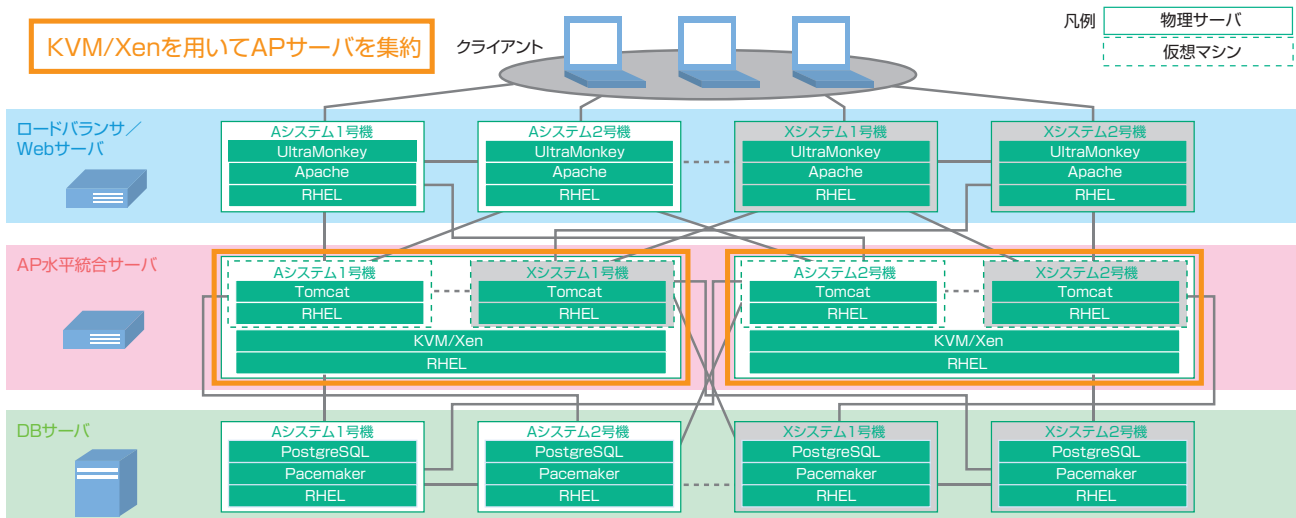 KVM/Xenを用いてAPサーバを集約
クライアント
凡例
物理サーバ
仮想マシン
ロードバランサ／
Webサーバ
Aシステム1号機
UltraMonkey
Apache
RHEL
Aシステム2号機
UltraMonkey
Apache
RHEL
Xシステム1号機
UltraMonkey
Apache
RHEL
Xシステム2号機
UltraMonkey
Apache
RHEL
AP水平統合サーバ
Aシステム1号機
Tomcat
RHEL
Xシステム1号機
Tomcat
RHEL
KVM/Xen
RHEL
Aシステム2号機
Tomcat
RHEL
Xシステム2号機
Tomcat
RHEL
KVM/Xen
RHEL
DBサーバ
Aシステム1号機
PostgreSQL
Pacemaker
RHEL
Aシステム2号機
PostgreSQL
Pacemaker
RHEL
Xシステム1号機
PostgreSQL
Pacemaker
RHEL
Xシステム2号機
PostgreSQL
Pacemaker
RHEL